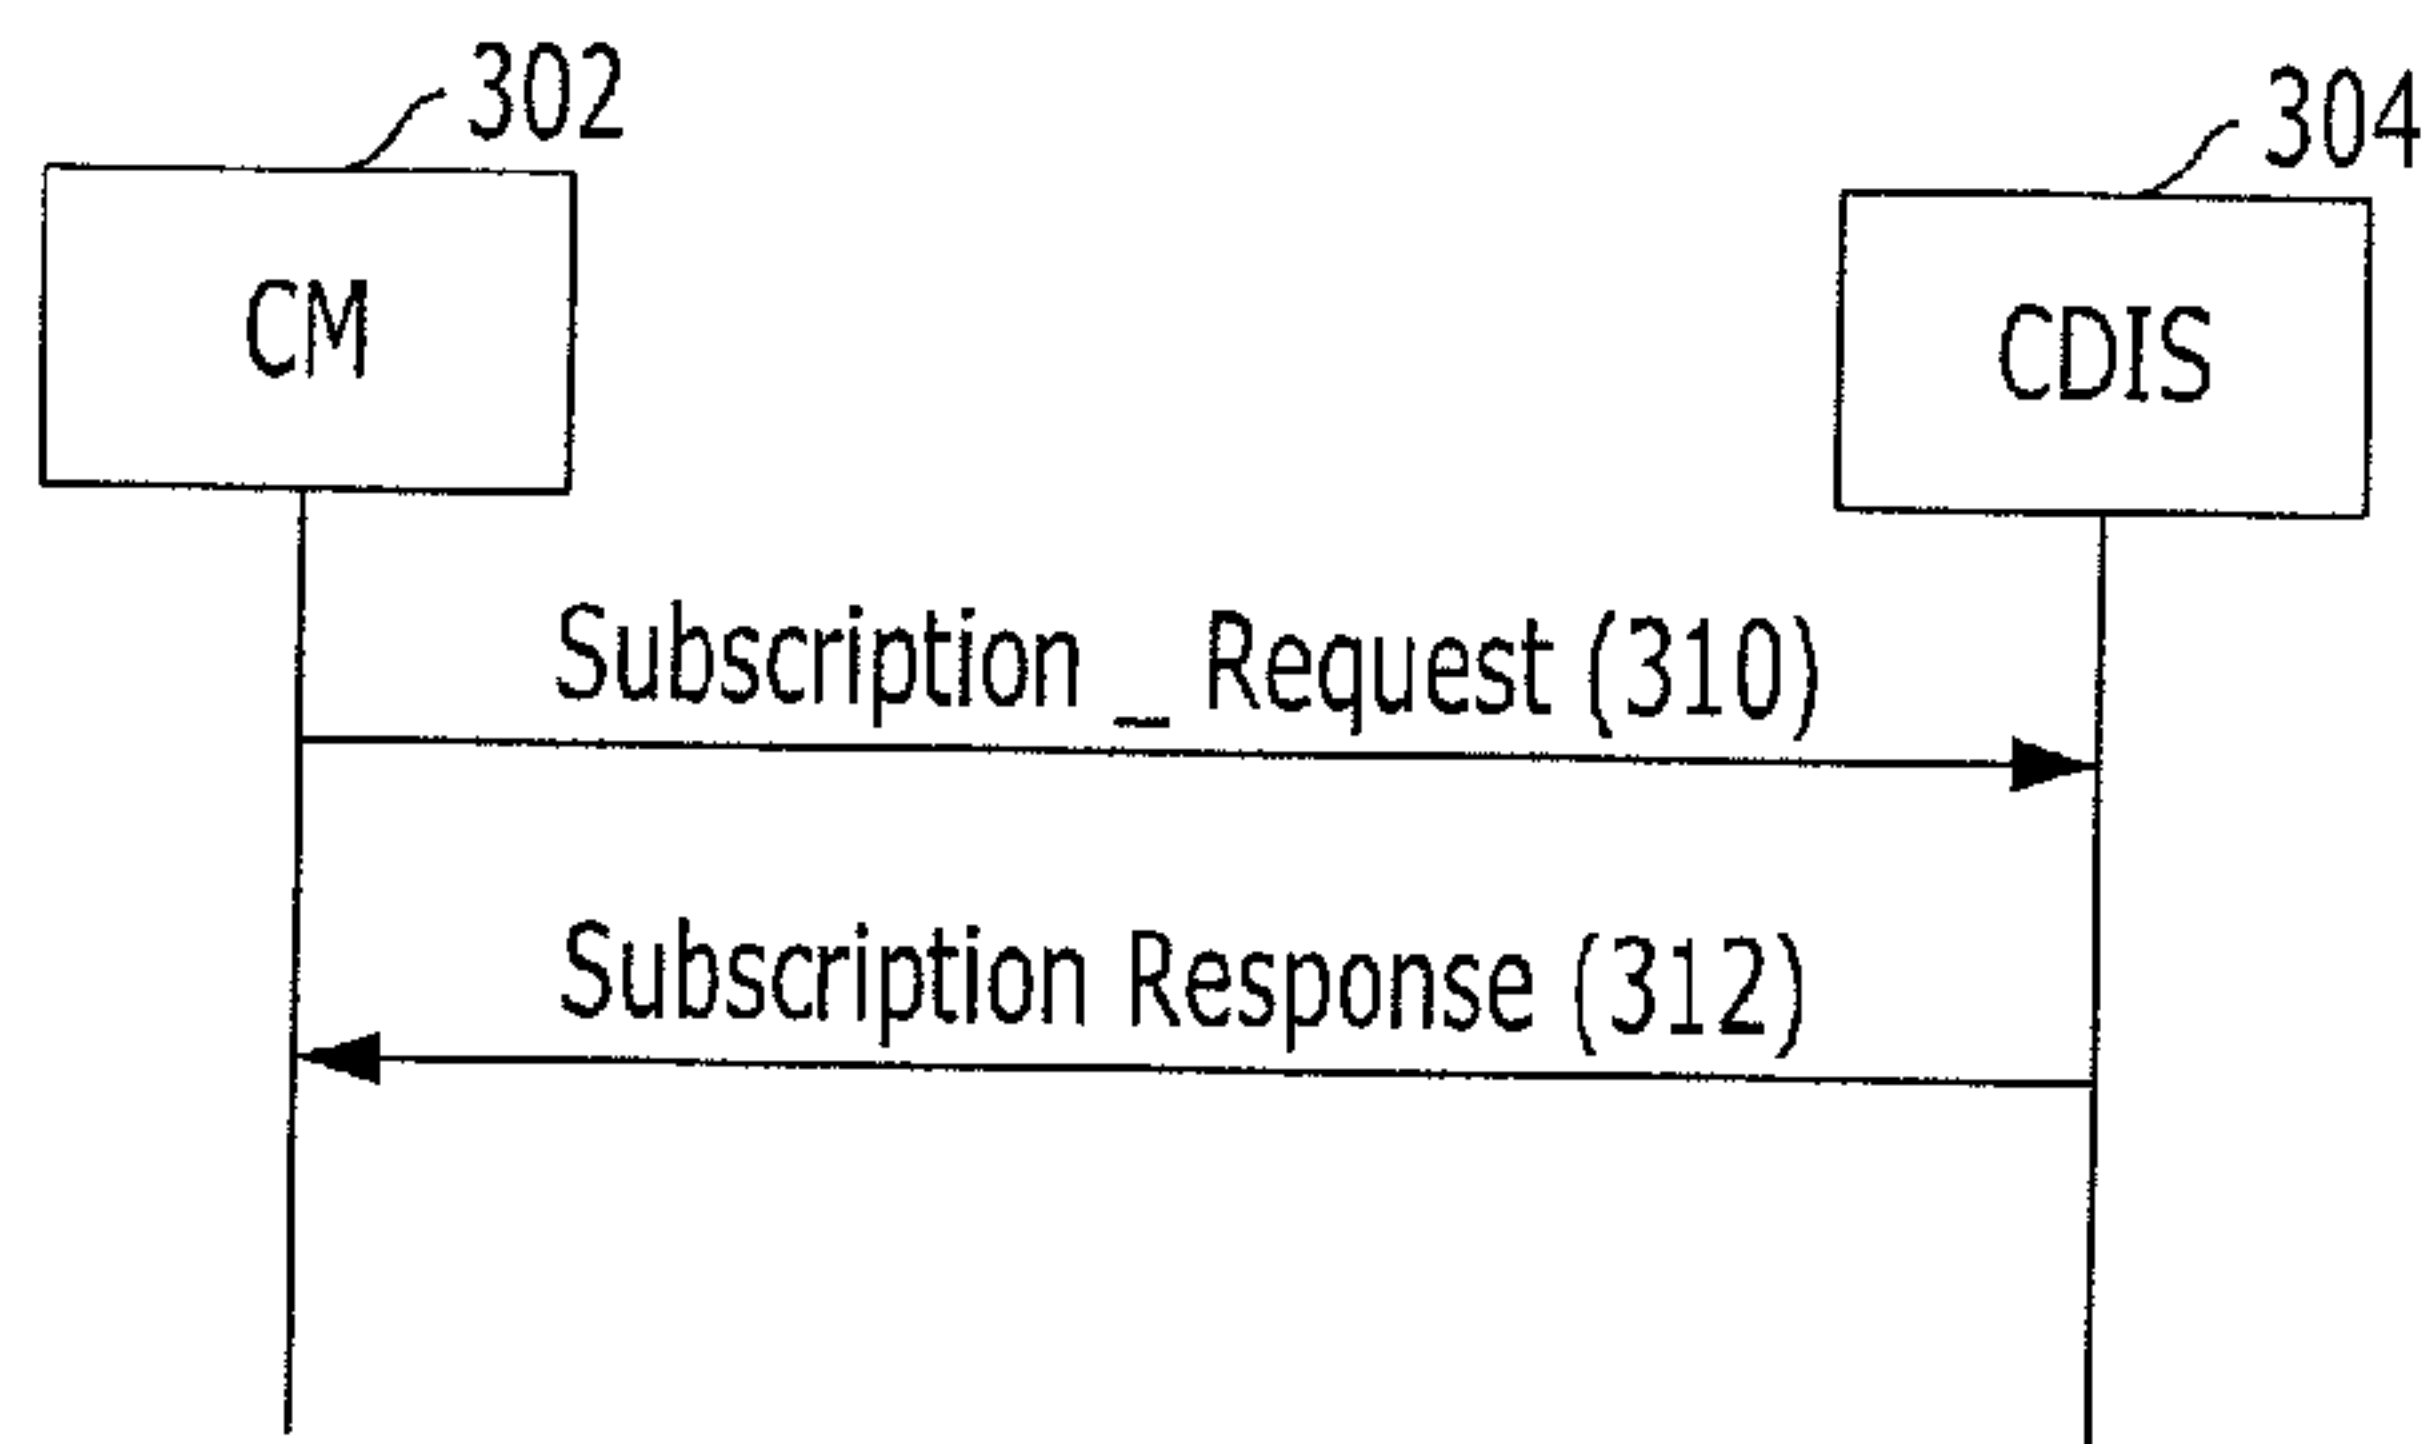 302
304
CM
CDIS
Subscription _ Request (310)
Subscription Response (312)